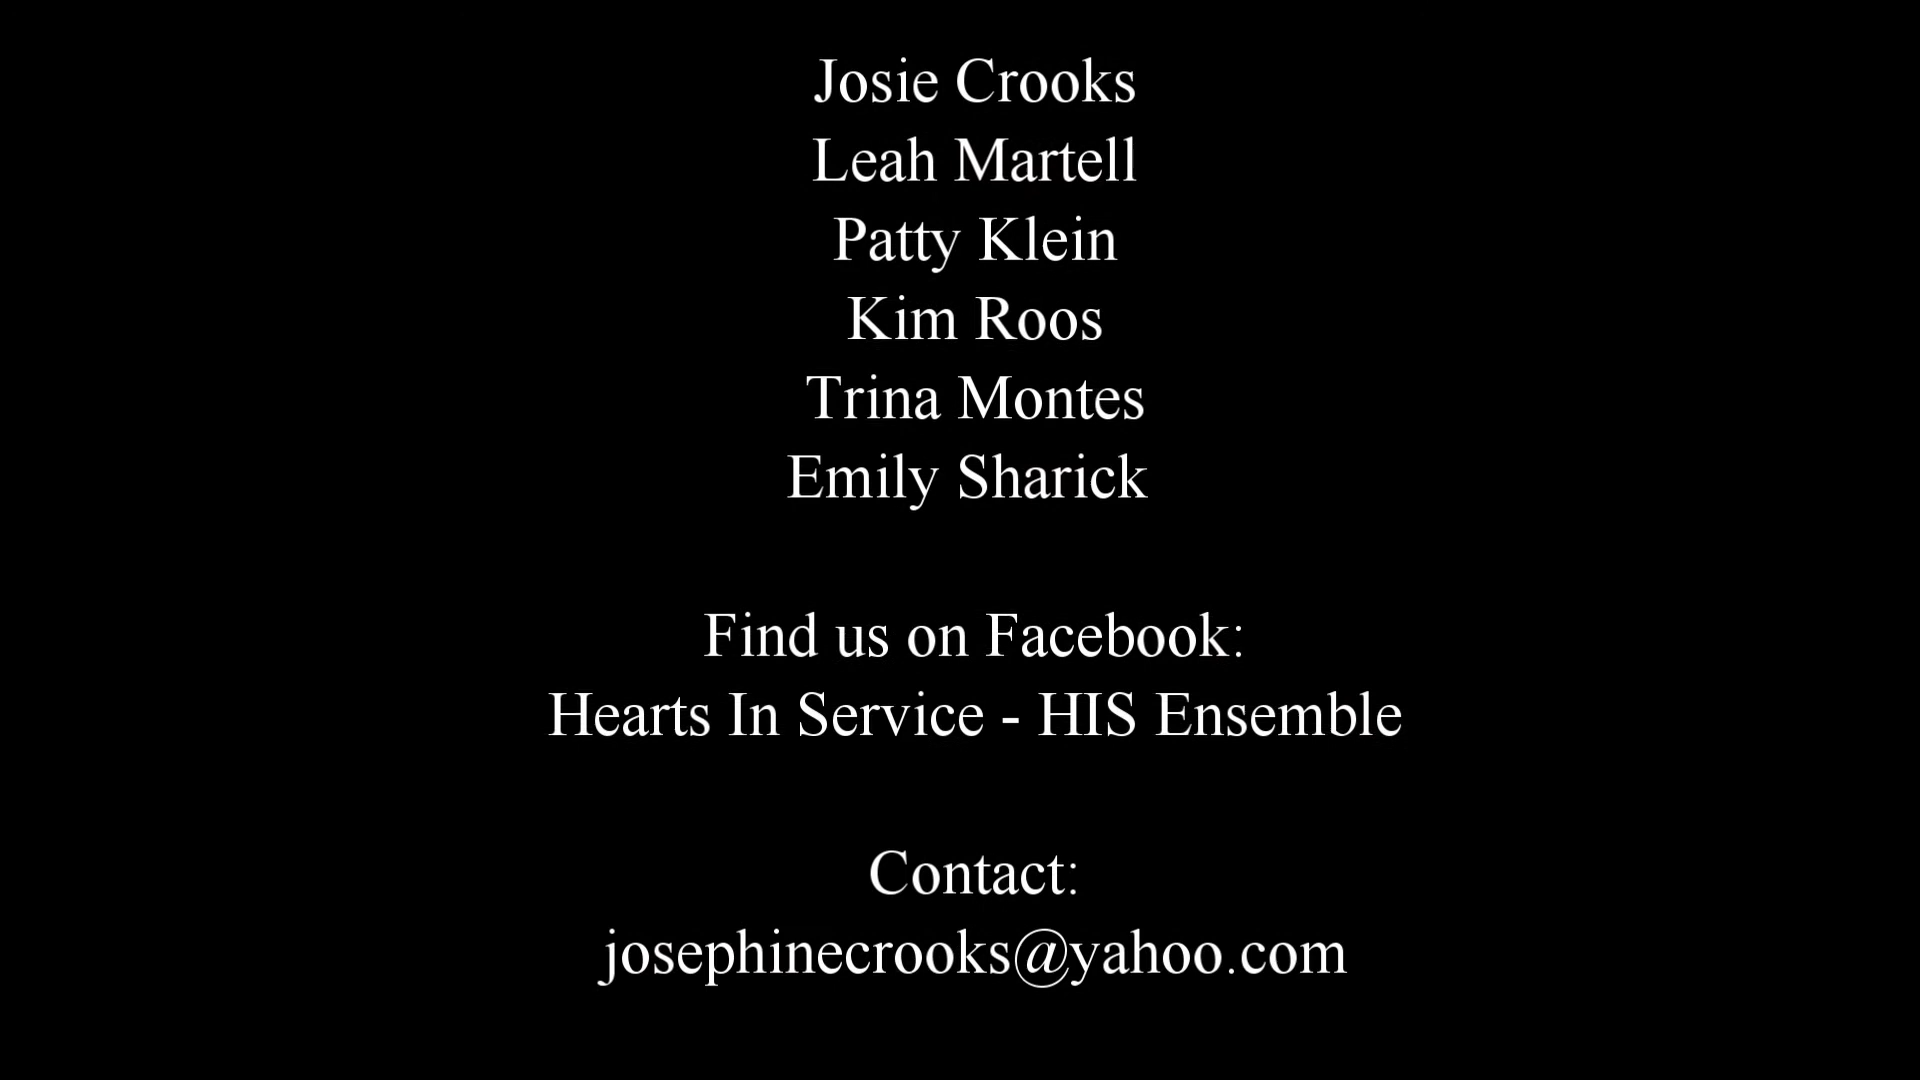 Josie Crooks
Leah Martell
Patty Klein
Kim Roos
Trina Montes
Emily Sharick
Find us on Facebook:
Hearts In Service - HIS Ensemble
Contact:
josephinecrooks@yahoo.com